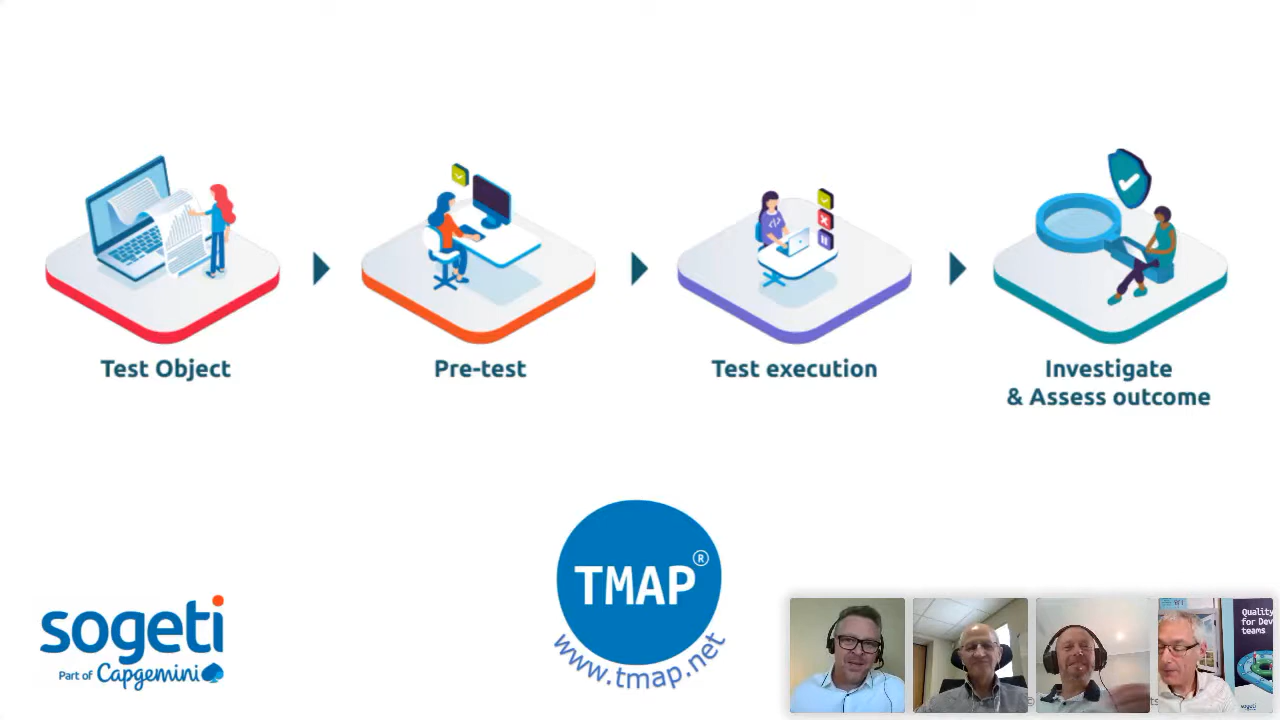 Test Object
Pre-test
Test execution
Investigate
& Assess outcome
TMAP®
www.tmap.net
sogeti
Part of Capgemini
Quality
for Dev
teams
sogeti